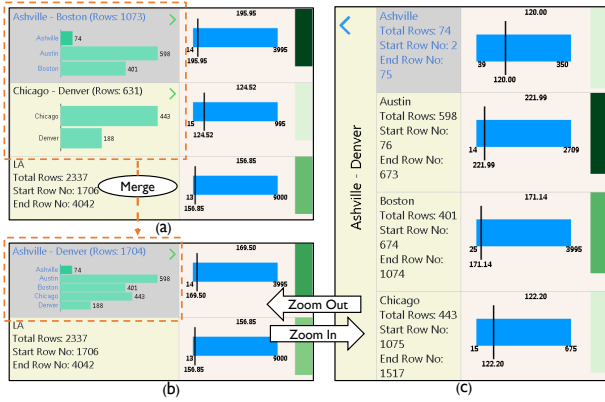 Ashville - Boston (Rows: 1073)
Ashville 74
Austin 598
Boston 401
195.95
14 3995
195.95
Chicago - Denver (Rows: 631)
Chicago 443
Denver 188
124.52
15 995
124.52
LA
Total Rows: 2337
Start Row No: 1706
End Row No: 4042
156.85
13 9000
156.85
Merge
(a)
Ashville - Denver (Rows: 1704)
Ashville 74
Austin 598
Boston 401
Chicago 443
Denver 188
169.50
14 3995
169.50
LA
Total Rows: 2337
Start Row No: 1706
End Row No: 4042
156.85
13 9000
156.85
(b)
Zoom Out
Zoom In
Ashville - Denver
Ashville
Total Rows: 74
Start Row No: 2
End Row No:
75
120.00
39 350
120.00
Austin
Total Rows: 598
Start Row No:
76
End Row No:
673
221.99
14 2709
221.99
Boston
Total Rows: 401
Start Row No:
674
End Row No:
1074
171.14
25 3995
171.14
Chicago
Total Rows: 443
Start Row No:
1075
End Row No:
1517
122.20
15 675
122.20
(c)